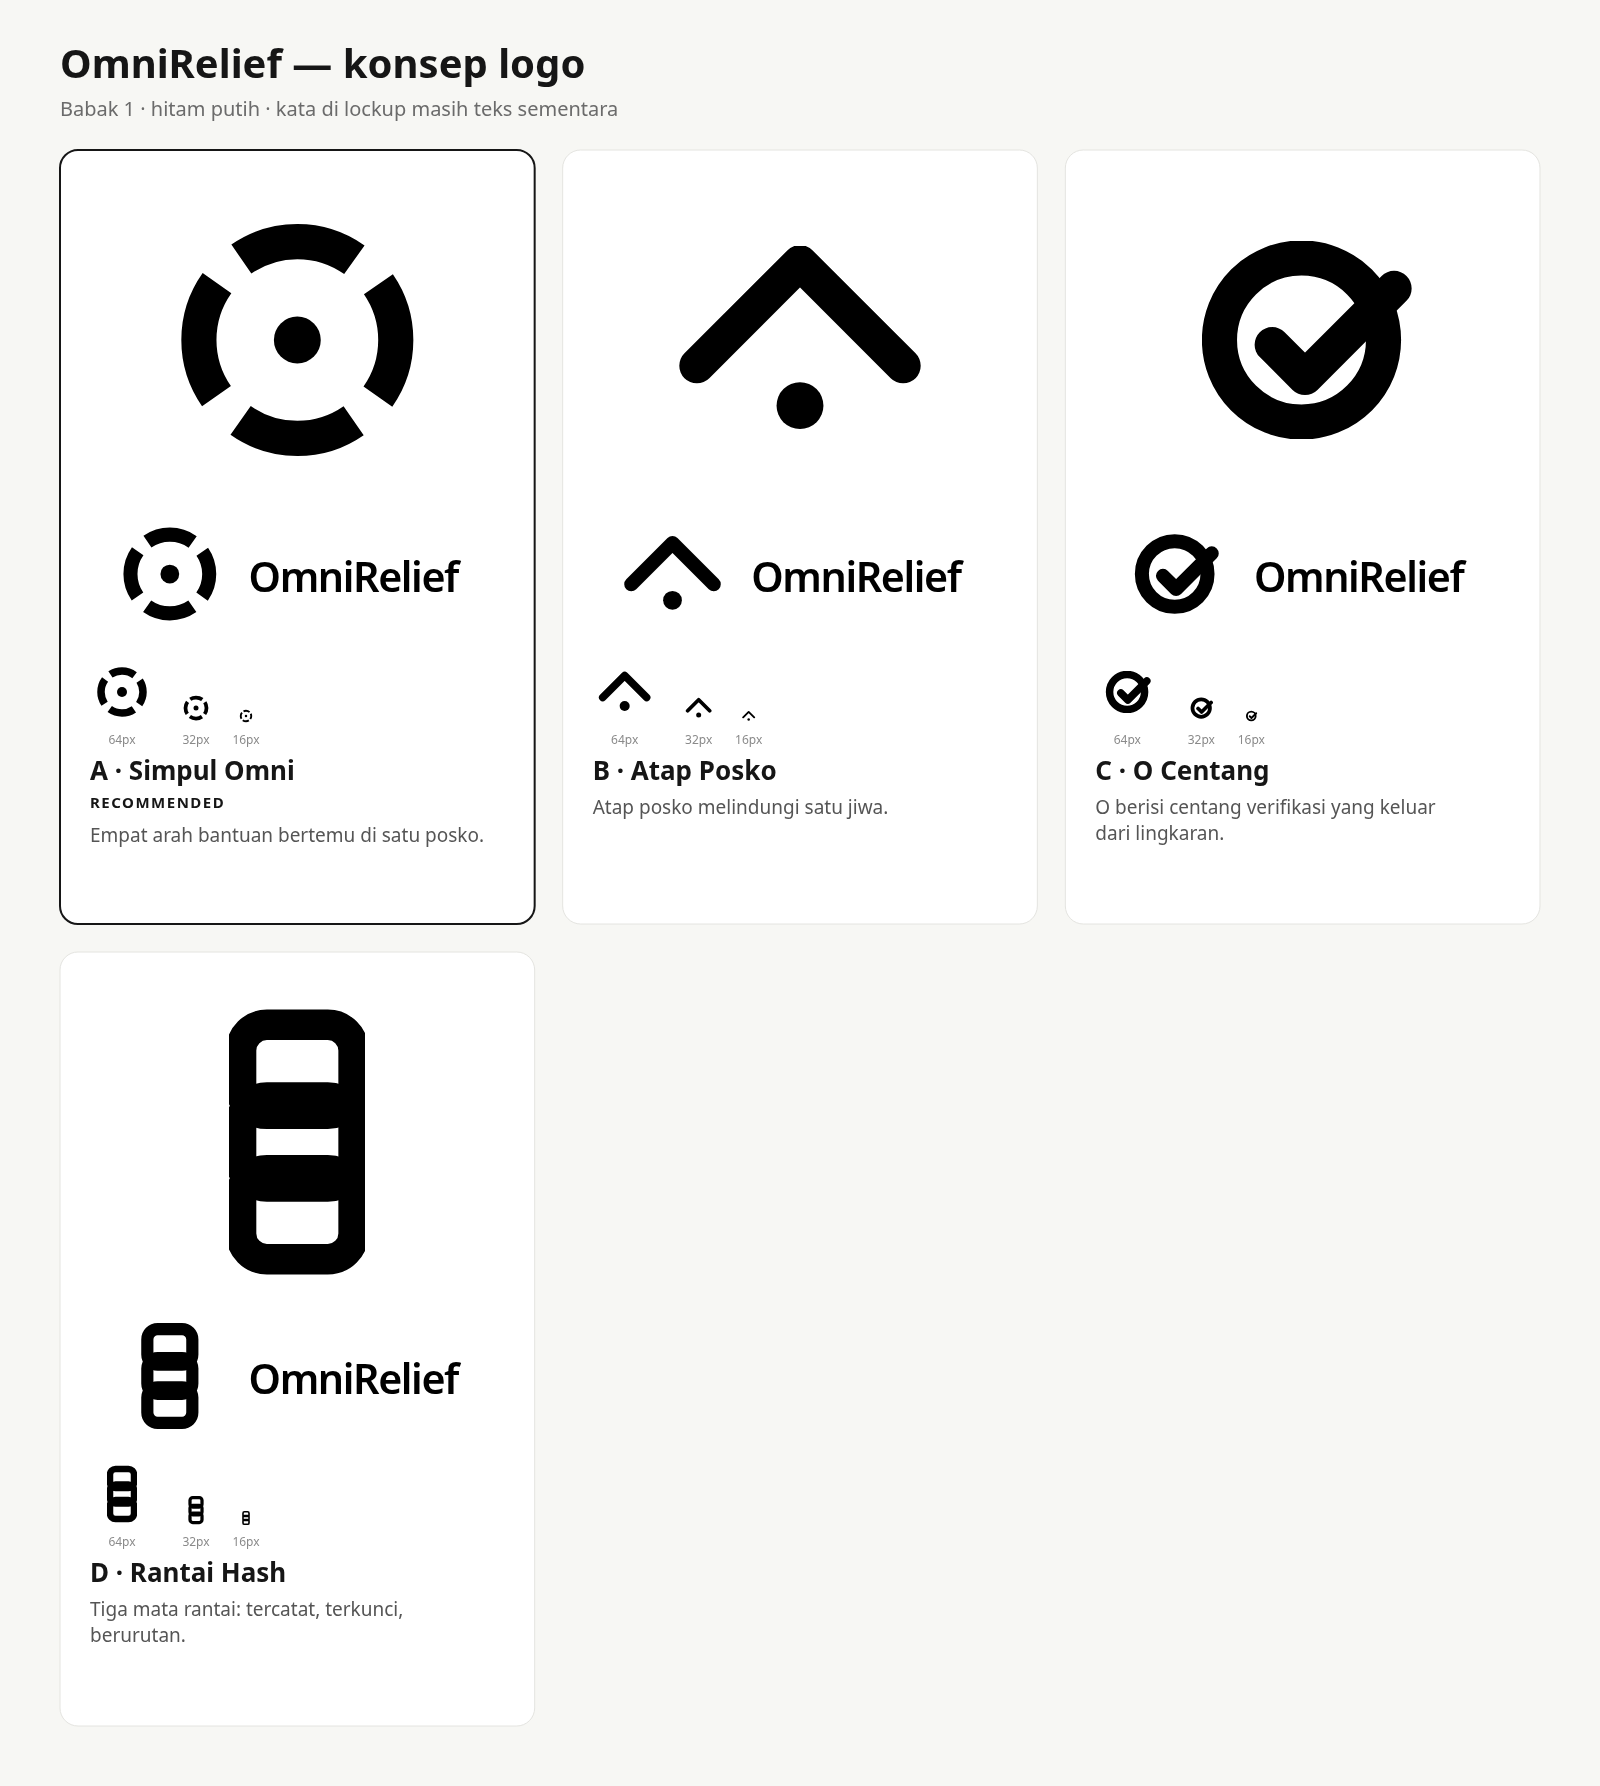 OmniRelief — konsep logo
Babak 1 · hitam putih · kata di lockup masih teks sementara
OmniRelief
64px 32px 16px
A · Simpul Omni
RECOMMENDED
Empat arah bantuan bertemu di satu posko.
OmniRelief
64px 32px 16px
B · Atap Posko
Atap posko melindungi satu jiwa.
OmniRelief
64px 32px 16px
C · O Centang
O berisi centang verifikasi yang keluar
dari lingkaran.
OmniRelief
64px 32px 16px
D · Rantai Hash
Tiga mata rantai: tercatat, terkunci,
berurutan.